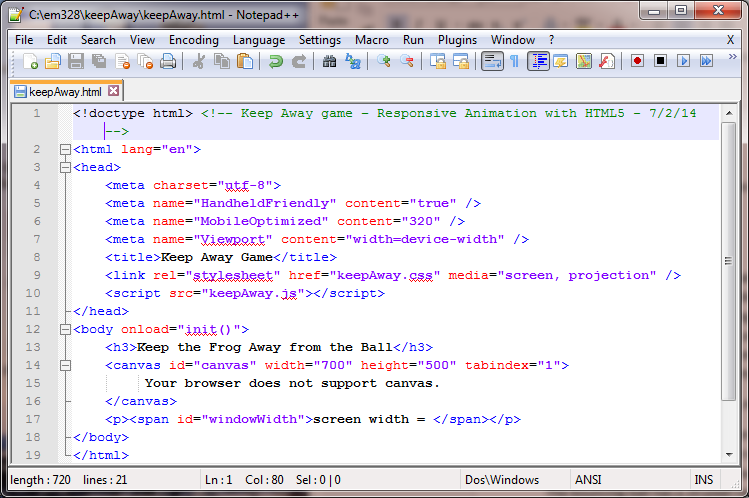 C:\em328\keepAway\keepAway.html - Notepad++
File Edit Search View Encoding Language Settings Macro Run Plugins Window ? X
keepAway.html
1 <!doctype html> <!-- Keep Away game - Responsive Animation with HTML5 - 7/2/14
-->
2 <html lang="en">
3 <head>
4 <meta charset="utf-8">
5 <meta name="HandheldFriendly" content="true" />
6 <meta name="MobileOptimized" content="320" />
7 <meta name="Viewport" content="width=device-width" />
8 <title>Keep Away Game</title>
9 <link rel="stylesheet" href="keepAway.css" media="screen, projection" />
10 <script src="keepAway.js"></script>
11 </head>
12 <body onload="init()">
13 <h3>Keep the Frog Away from the Ball</h3>
14 <canvas id="canvas" width="700" height="500" tabindex="1">
15 Your browser does not support canvas.
16 </canvas>
17 <p><span id="windowWidth">screen width = </span></p>
18 </body>
19 </html>
length : 720 lines : 21 Ln : 1 Col : 80 Sel : 0 | 0 Dos\Windows ANSI INS